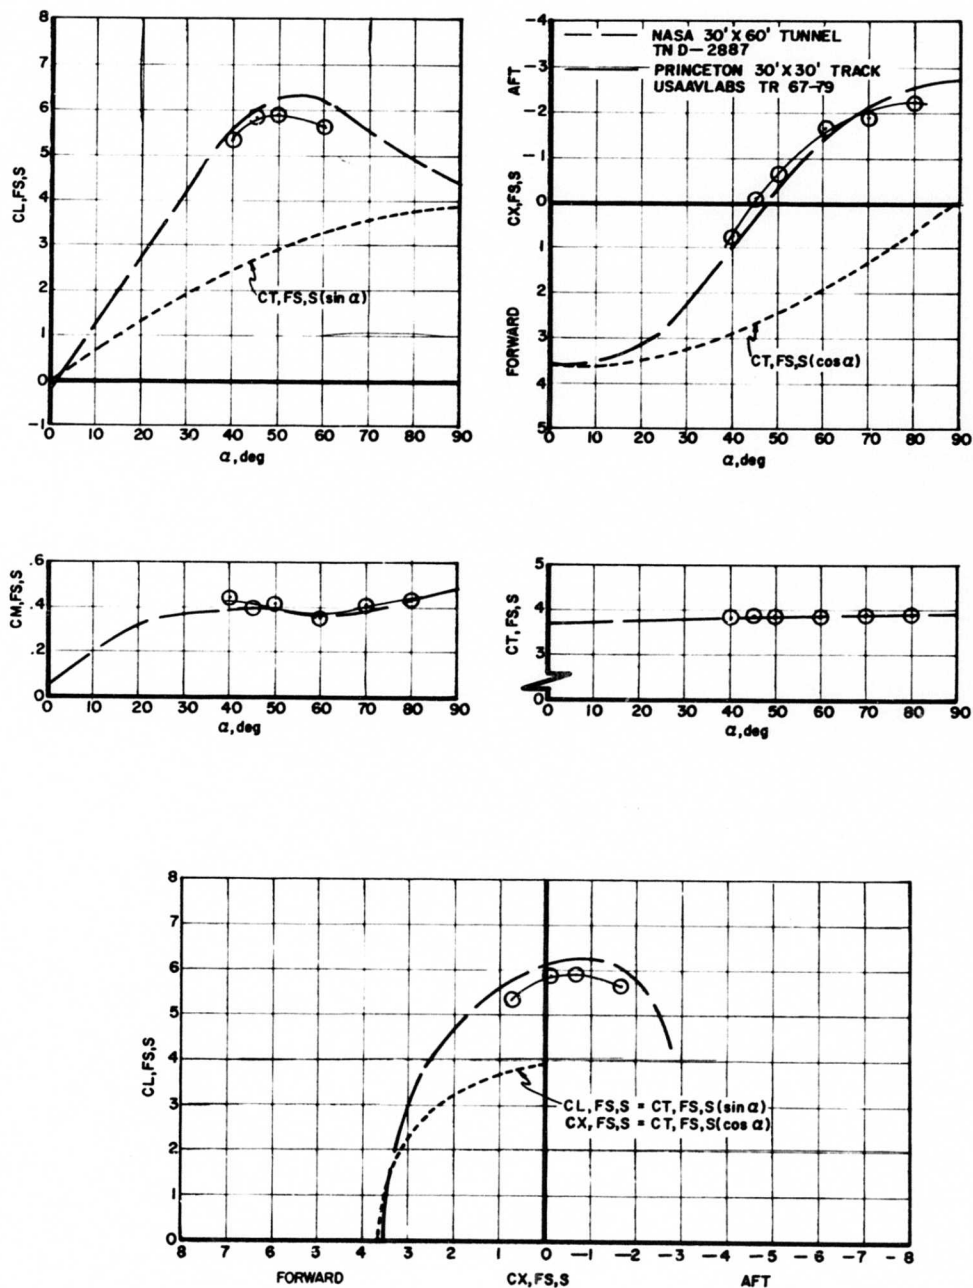 8
7
6
5
4
3
2
1
0
-1
CL,FS,S
CT,FS,S(sin α)
0 10 20 30 40 50 60 70 80 90
α,deg
-4
-3
-2
-1
0
1
2
3
4
5
AFT
CX,FS,S
FORWARD
NASA 30' X 60' TUNNEL
TN D-2887
PRINCETON 30' X 30' TRACK
USAAVLABS TR 67-79
CT,FS,S(cos α)
0 10 20 30 40 50 60 70 80 90
α,deg
.6
.4
.2
0
CM,FS,S
0 10 20 30 40 50 60 70 80 90
α,deg
5
4
3
0
CT,FS,S
0 10 20 30 40 50 60 70 80 90
α,deg
8
7
6
5
4
3
2
1
0
CL,FS,S
CL,FS,S = CT,FS,S(sin α)
CX,FS,S = CT,FS,S(cos α)
8 7 6 5 4 3 2 1 0 -1 -2 -3 -4 -5 -6 -7 -8
FORWARD CX,FS,S AFT